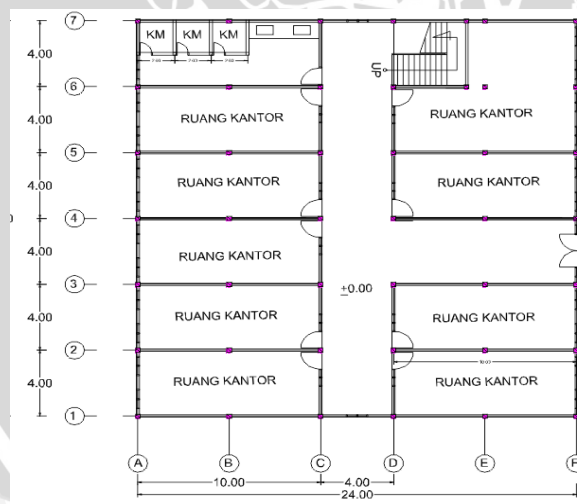 7
KM KM KM
4.00
UP
6
4.00
RUANG KANTOR RUANG KANTOR
5
4.00
RUANG KANTOR RUANG KANTOR
4
4.00
RUANG KANTOR
3
±0.00
4.00
RUANG KANTOR RUANG KANTOR
2
10.00
4.00
RUANG KANTOR RUANG KANTOR
1
A B C D E F
10.00 4.00
24.00